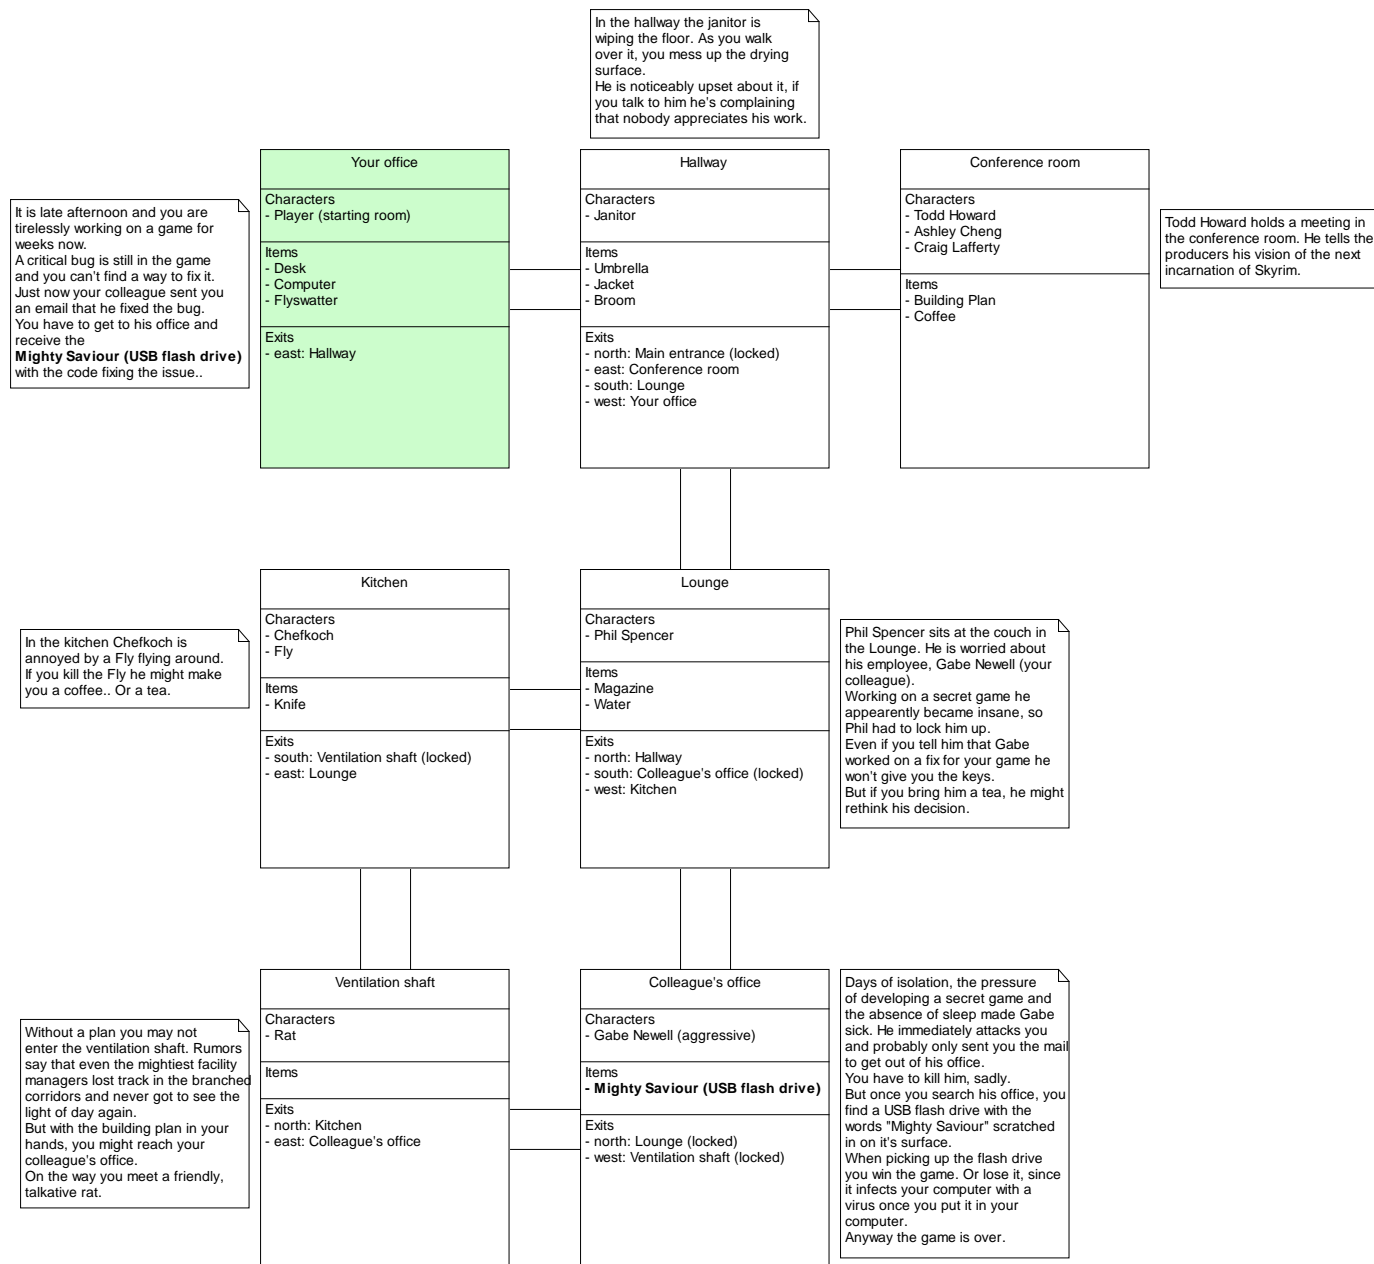 In the hallway the janitor is
wiping the floor. As you walk
over it, you mess up the drying
surface.
He is noticeably upset about it, if
you talk to him he's complaining
that nobody appreciates his work.
It is late afternoon and you are
tirelessly working on a game for
weeks now.
A critical bug is still in the game
and you can't find a way to fix it.
Just now your colleague sent you
an email that he fixed the bug.
You have to get to his office and
receive the
Mighty Saviour (USB flash drive)
with the code fixing the issue..
Your office
Characters
- Player (starting room)
Items
- Desk
- Computer
- Flyswatter
Exits
- east: Hallway
Hallway
Characters
- Janitor
Items
- Umbrella
- Jacket
- Broom
Exits
- north: Main entrance (locked)
- east: Conference room
- south: Lounge
- west: Your office
Conference room
Characters
- Todd Howard
- Ashley Cheng
- Craig Lafferty
Items
- Building Plan
- Coffee
Todd Howard holds a meeting in
the conference room. He tells the
producers his vision of the next
incarnation of Skyrim.
In the kitchen Chefkoch is
annoyed by a Fly flying around.
If you kill the Fly he might make
you a coffee.. Or a tea.
Kitchen
Characters
- Chefkoch
- Fly
Items
- Knife
Exits
- south: Ventilation shaft (locked)
- east: Lounge
Lounge
Characters
- Phil Spencer
Items
- Magazine
- Water
Exits
- north: Hallway
- south: Colleague's office (locked)
- west: Kitchen
Phil Spencer sits at the couch in
the Lounge. He is worried about
his employee, Gabe Newell (your
colleague).
Working on a secret game he
appearently became insane, so
Phil had to lock him up.
Even if you tell him that Gabe
worked on a fix for your game he
won't give you the keys.
But if you bring him a tea, he might
rethink his decision.
Without a plan you may not
enter the ventilation shaft. Rumors
say that even the mightiest facility
managers lost track in the branched
corridors and never got to see the
light of day again.
But with the building plan in your
hands, you might reach your
colleague's office.
On the way you meet a friendly,
talkative rat.
Ventilation shaft
Characters
- Rat
Items
Exits
- north: Kitchen
- east: Colleague's office
Colleague's office
Characters
- Gabe Newell (aggressive)
Items
- Mighty Saviour (USB flash drive)
Exits
- north: Lounge (locked)
- west: Ventilation shaft (locked)
Days of isolation, the pressure
of developing a secret game and
the absence of sleep made Gabe
sick. He immediately attacks you
and probably only sent you the mail
to get out of his office.
You have to kill him, sadly.
But once you search his office, you
find a USB flash drive with the
words "Mighty Saviour" scratched
in on it's surface.
When picking up the flash drive
you win the game. Or lose it, since
it infects your computer with a
virus once you put it in your
computer.
Anyway the game is over.